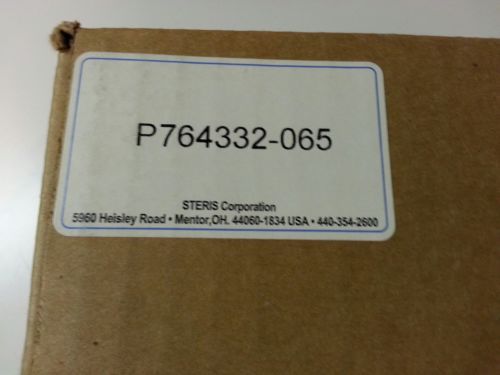 P764332-065
STERIS Corporation
5960 Heisley Road • Mentor,OH. 44060-1834 USA • 440-354-2600